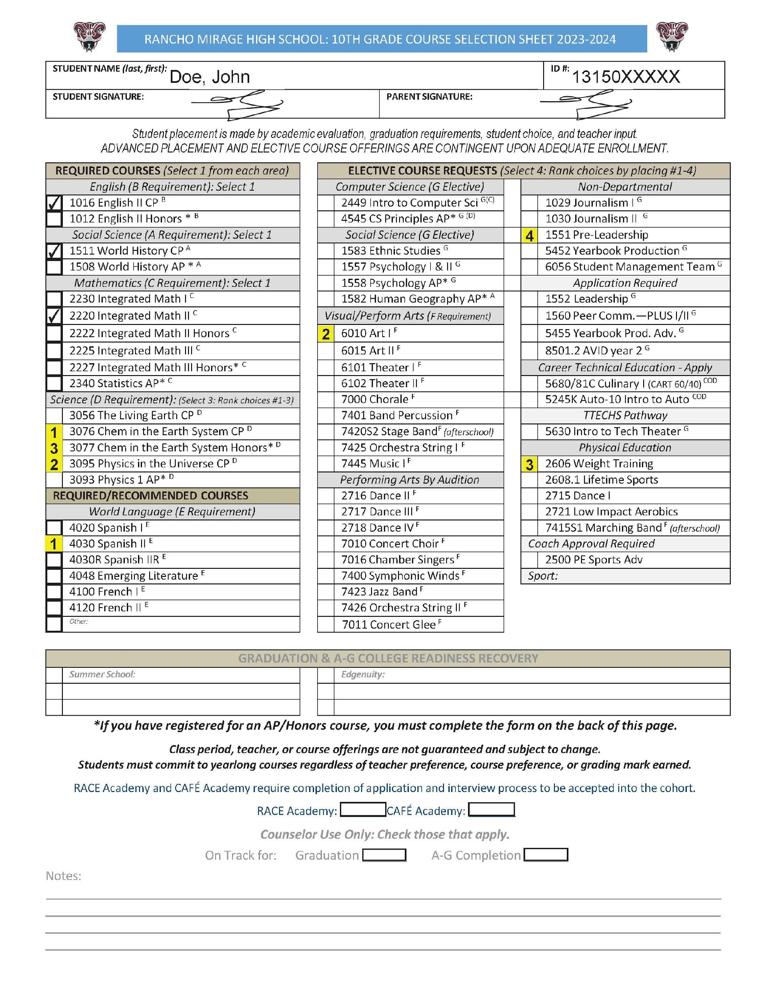 RANCHO MIRAGE HIGH SCHOOL: 10TH GRADE COURSE SELECTION SHEET 2023-2024
STUDENT NAME (last, first): Doe, John
ID #: 13150XXXXX
STUDENT SIGNATURE:
PARENT SIGNATURE:
Student placement is made by academic evaluation, graduation requirements, student choice, and teacher input.
ADVANCED PLACEMENT AND ELECTIVE COURSE OFFERINGS ARE CONTINGENT UPON ADEQUATE ENROLLMENT.
REQUIRED COURSES (Select 1 from each area)
English (B Requirement): Select 1
✓ 1016 English II CP B
1012 English II Honors * B
Social Science (A Requirement): Select 1
✓ 1511 World History CP A
1508 World History AP * A
Mathematics (C Requirement): Select 1
2230 Integrated Math I C
✓ 2220 Integrated Math II C
2222 Integrated Math II Honors C
2225 Integrated Math III C
2227 Integrated Math III Honors* C
2340 Statistics AP* C
Science (D Requirement): (Select 3: Rank choices #1-3)
3056 The Living Earth CP D
1 3076 Chem in the Earth System CP D
3 3077 Chem in the Earth System Honors* D
2 3095 Physics in the Universe CP D
3093 Physics 1 AP* D
REQUIRED/RECOMMENDED COURSES
World Language (E Requirement)
4020 Spanish I E
1 4030 Spanish II E
4030R Spanish IIR E
4048 Emerging Literature E
4100 French I E
4120 French II E
Other:
ELECTIVE COURSE REQUESTS (Select 4: Rank choices by placing #1-4)
Computer Science (G Elective)
2449 Intro to Computer Sci G(C)
4545 CS Principles AP* G (D)
Social Science (G Elective)
1583 Ethnic Studies G
1557 Psychology I & II G
1558 Psychology AP* G
1582 Human Geography AP* A
Visual/Perform Arts (F Requirement)
2 6010 Art I F
6015 Art II F
6101 Theater I F
6102 Theater II F
7000 Chorale F
7401 Band Percussion F
7420S2 Stage Band F (afterschool)
7425 Orchestra String I F
7445 Music I F
Performing Arts By Audition
2716 Dance II F
2717 Dance III F
2718 Dance IV F
7010 Concert Choir F
7016 Chamber Singers F
7400 Symphonic Winds F
7423 Jazz Band F
7426 Orchestra String II F
7011 Concert Glee F
Non-Departmental
1029 Journalism I G
1030 Journalism II G
4 1551 Pre-Leadership
5452 Yearbook Production G
6056 Student Management Team G
Application Required
1552 Leadership G
1560 Peer Comm.—PLUS I/II G
5455 Yearbook Prod. Adv. G
8501.2 AVID year 2 G
Career Technical Education - Apply
5680/81C Culinary I (CART 60/40) COD
5245K Auto-10 Intro to Auto COD
TTECHS Pathway
5630 Intro to Tech Theater G
Physical Education
3 2606 Weight Training
2608.1 Lifetime Sports
2715 Dance I
2721 Low Impact Aerobics
7415S1 Marching Band F (afterschool)
Coach Approval Required
2500 PE Sports Adv
Sport:
GRADUATION & A-G COLLEGE READINESS RECOVERY
Summer School:
Edgenuity:
*If you have registered for an AP/Honors course, you must complete the form on the back of this page.
Class period, teacher, or course offerings are not guaranteed and subject to change.
Students must commit to yearlong courses regardless of teacher preference, course preference, or grading mark earned.
RACE Academy and CAFÉ Academy require completion of application and interview process to be accepted into the cohort.
RACE Academy: CAFÉ Academy:
Counselor Use Only: Check those that apply.
On Track for: Graduation A-G Completion
Notes: